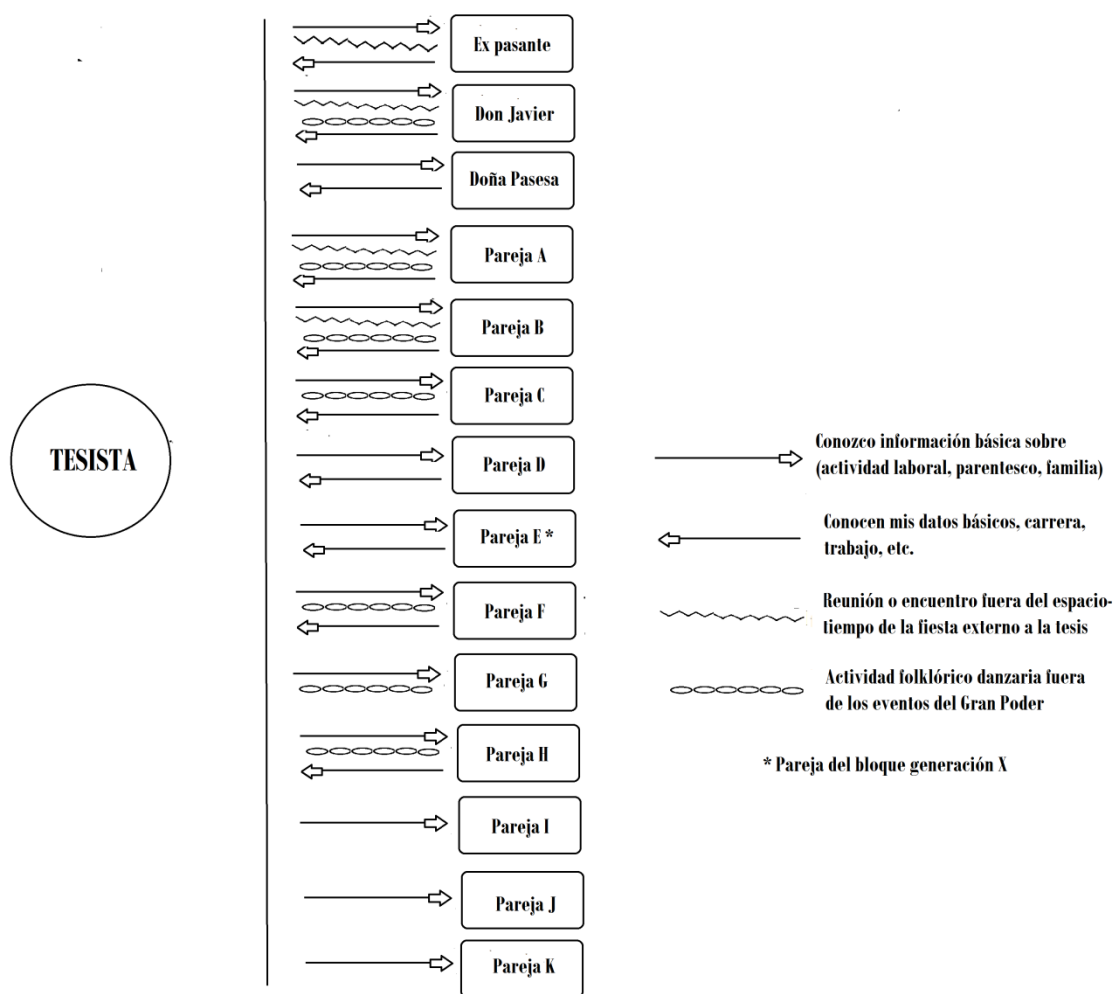 Ex pasante
Don Javier
Doña Pasesa
Pareja A
Pareja B
Pareja C
TESISTA
Pareja D
Pareja E *
Pareja F
Pareja G
Pareja H
Pareja I
Pareja J
Pareja K
Conozco información básica sobre
(actividad laboral, parentesco, familia)
Conocen mis datos básicos, carrera,
trabajo, etc.
Reunión o encuentro fuera del espacio-
tiempo de la fiesta externo a la tesis
Actividad folklórico danzaria fuera
de los eventos del Gran Poder
* Pareja del bloque generación X